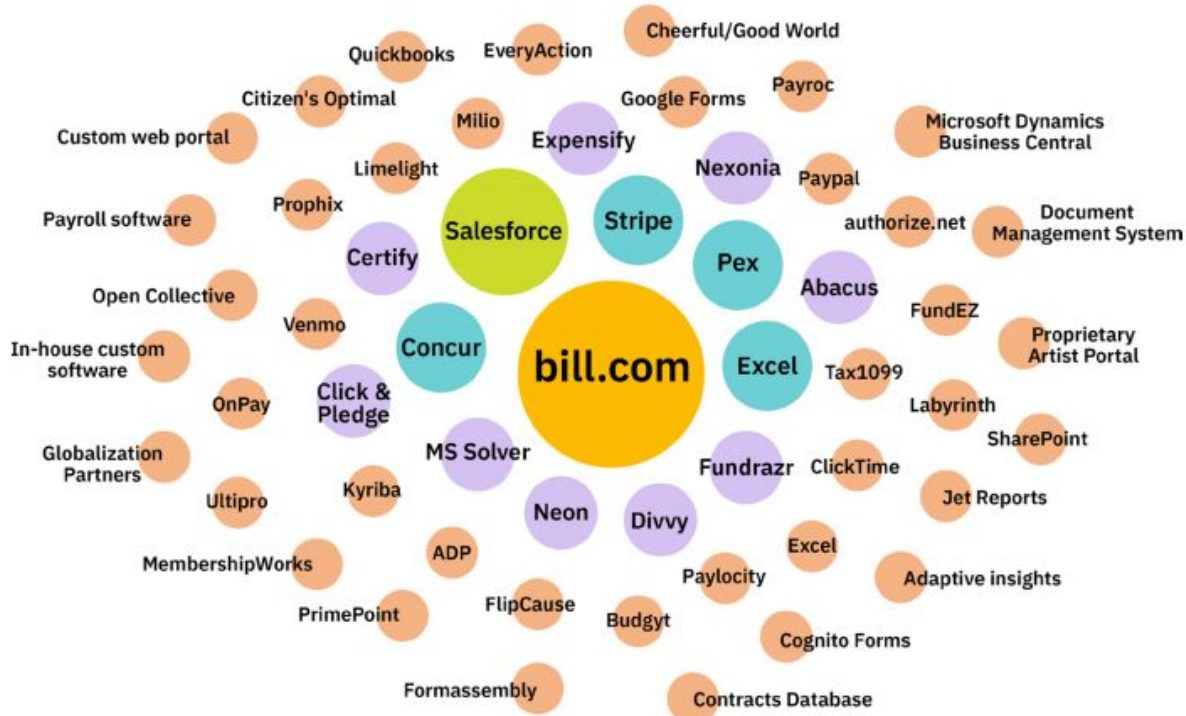 Cheerful/Good World
EveryAction
Quickbooks
Payroc
Citizen's Optimal
Google Forms
Milio
Microsoft Dynamics
Business Central
Custom web portal
Expensify
Limelight
Nexonia
Paypal
Prophix
Payroll software
Salesforce
Stripe
authorize.net
Document
Management System
Certify
Pex
Abacus
Open Collective
Venmo
FundEZ
Concur
In-house custom
software
bill.com
Excel
Tax1099
Proprietary
Artist Portal
Click &
Pledge
OnPay
Labyrinth
SharePoint
Globalization
Partners
MS Solver
Fundrazr
ClickTime
Kyriba
Ultipro
Jet Reports
Neon
Divvy
Excel
ADP
MembershipWorks
Paylocity
Adaptive insights
PrimePoint
FlipCause
Budgyt
Cognito Forms
Formassembly
Contracts Database